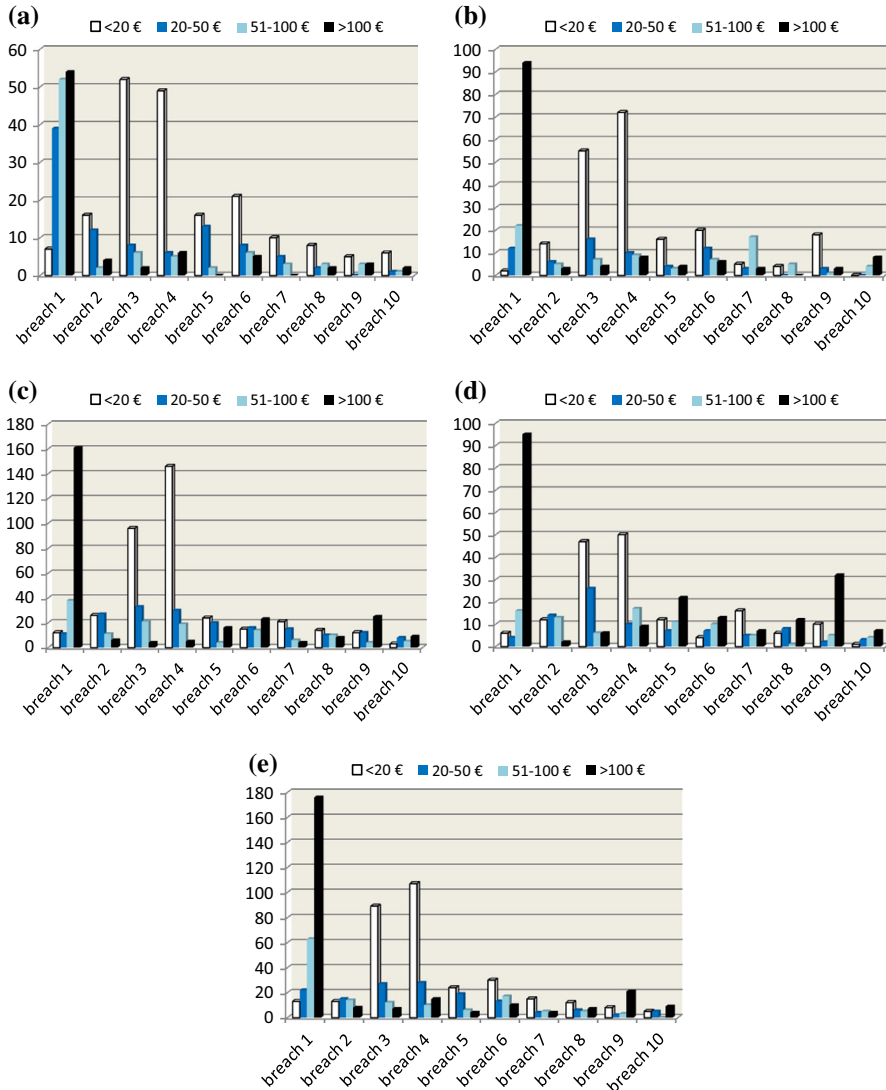 (a)
<20 € 20-50 € 51-100 € >100 €
60
50
40
30
20
10
0
breach 1
breach 2
breach 3
breach 4
breach 5
breach 6
breach 7
breach 8
breach 9
breach 10
(b)
<20 € 20-50 € 51-100 € >100 €
100
90
80
70
60
50
40
30
20
10
0
breach 1
breach 2
breach 3
breach 4
breach 5
breach 6
breach 7
breach 8
breach 9
breach 10
(c)
<20 € 20-50 € 51-100 € >100 €
180
160
140
120
100
80
60
40
20
0
breach 1
breach 2
breach 3
breach 4
breach 5
breach 6
breach 7
breach 8
breach 9
breach 10
(d)
<20 € 20-50 € 51-100 € >100 €
100
90
80
70
60
50
40
30
20
10
0
breach 1
breach 2
breach 3
breach 4
breach 5
breach 6
breach 7
breach 8
breach 9
breach 10
(e)
<20 € 20-50 € 51-100 € >100 €
180
160
140
120
100
80
60
40
20
0
breach 1
breach 2
breach 3
breach 4
breach 5
breach 6
breach 7
breach 8
breach 9
breach 10